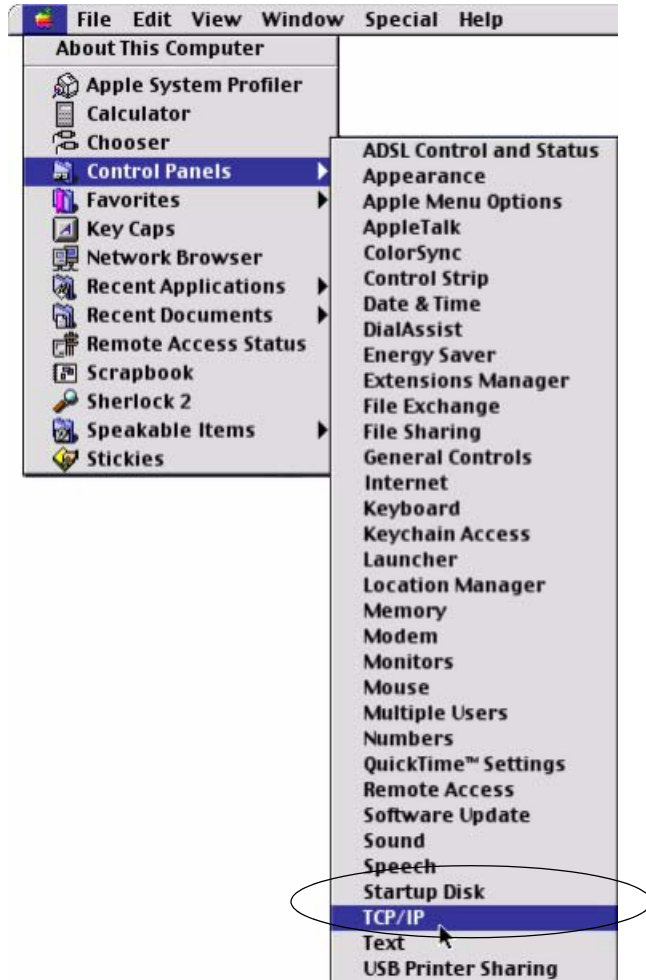 File Edit View Window Special Help
About This Computer
Apple System Profiler
Calculator
Chooser
Control Panels
Favorites
Key Caps
Network Browser
Recent Applications
Recent Documents
Remote Access Status
Scrapbook
Sherlock 2
Speakable Items
Stickies
ADSL Control and Status
Appearance
Apple Menu Options
AppleTalk
ColorSync
Control Strip
Date & Time
DialAssist
Energy Saver
Extensions Manager
File Exchange
File Sharing
General Controls
Internet
Keyboard
Keychain Access
Launcher
Location Manager
Memory
Modem
Monitors
Mouse
Multiple Users
Numbers
QuickTime™ Settings
Remote Access
Software Update
Sound
Speech
Startup Disk
TCP/IP
Text
USB Printer Sharing